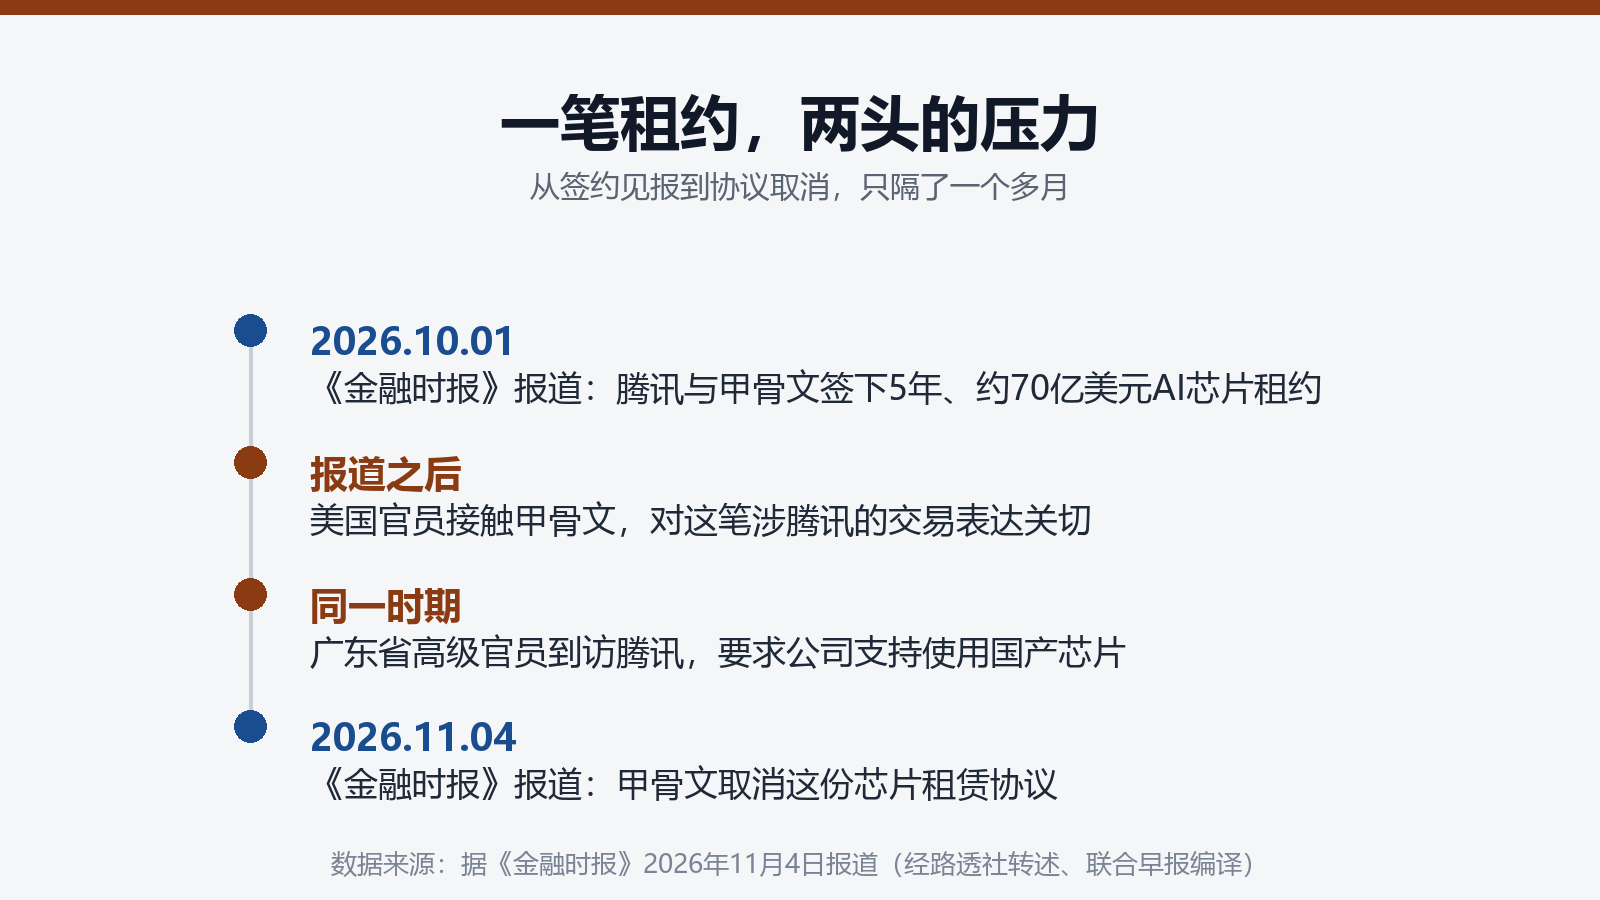 一笔租约，两头的压力
从签约见报到协议取消，只隔了一个多月
2026.10.01
《金融时报》报道：腾讯与甲骨文签下5年、约70亿美元AI芯片租约
报道之后
美国官员接触甲骨文，对这笔涉腾讯的交易表达关切
同一时期
广东省高级官员到访腾讯，要求公司支持使用国产芯片
2026.11.04
《金融时报》报道：甲骨文取消这份芯片租赁协议
数据来源：据《金融时报》2026年11月4日报道（经路透社转述、联合早报编译）